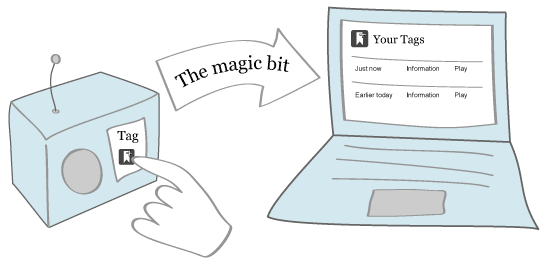 Tag
The magic bit
Your Tags
Just now Information Play
Earlier today Information Play